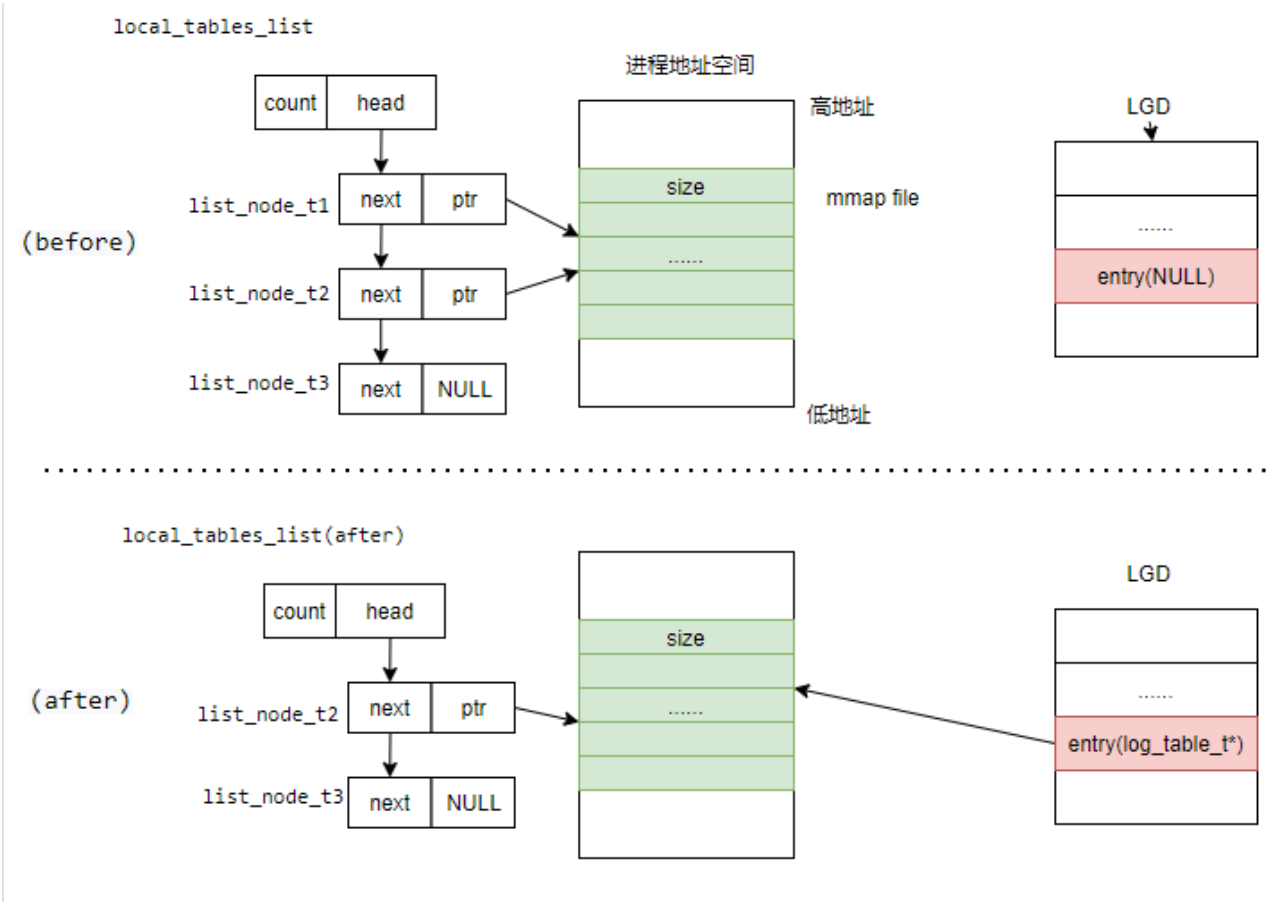 local_tables_list
进程地址空间
count head
高地址
LGD
list_node_t1
next ptr
size
mmap file
(before)
......
......
list_node_t2
next ptr
entry(NULL)
list_node_t3
next NULL
低地址
local_tables_list(after)
LGD
count head
size
(after)
list_node_t2
next ptr
......
......
entry(log_table_t*)
list_node_t3
next NULL